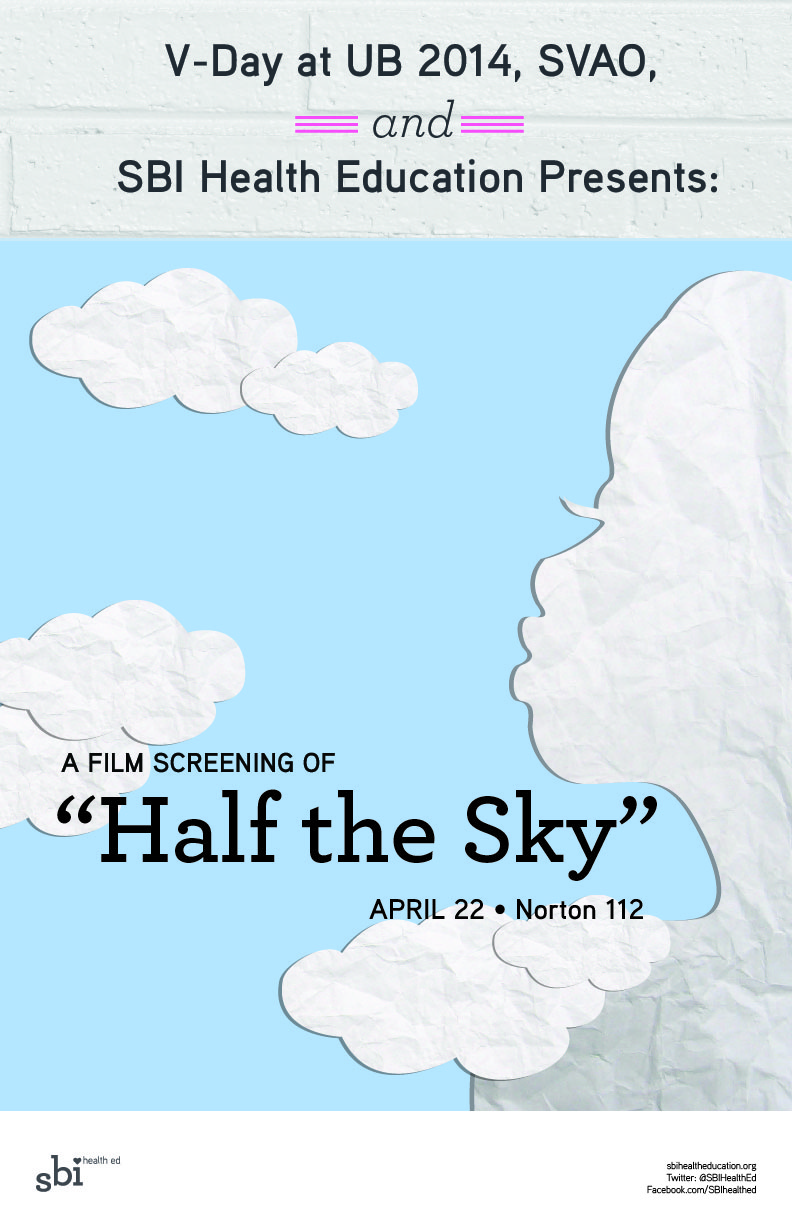 V-Day at UB 2014, SVAO,
and
SBI Health Education Presents:
A FILM SCREENING OF
“Half the Sky”
APRIL 22 • Norton 112
sbi health ed
sbihealtheducation.org
Twitter: @SBIHealthEd
Facebook.com/SBIhealthed